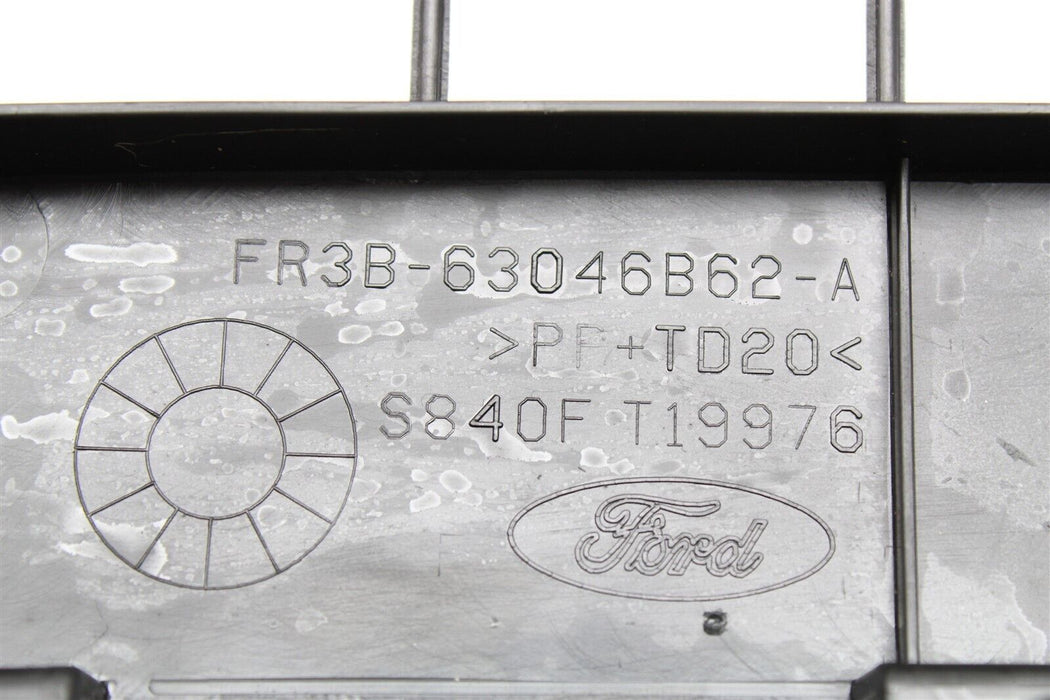 FR3B-63046B62-A
>PP+TD20<
S840F T19976
Ford